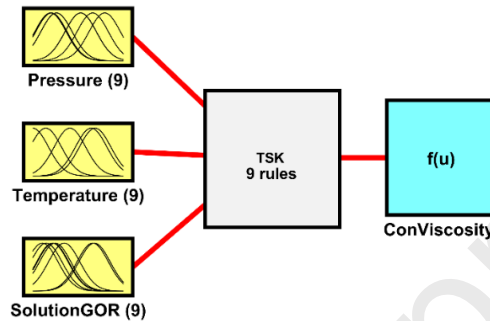 Pressure (9)
TSK
9 rules
f(u)
Temperature (9)
ConViscosity
SolutionGOR (9)